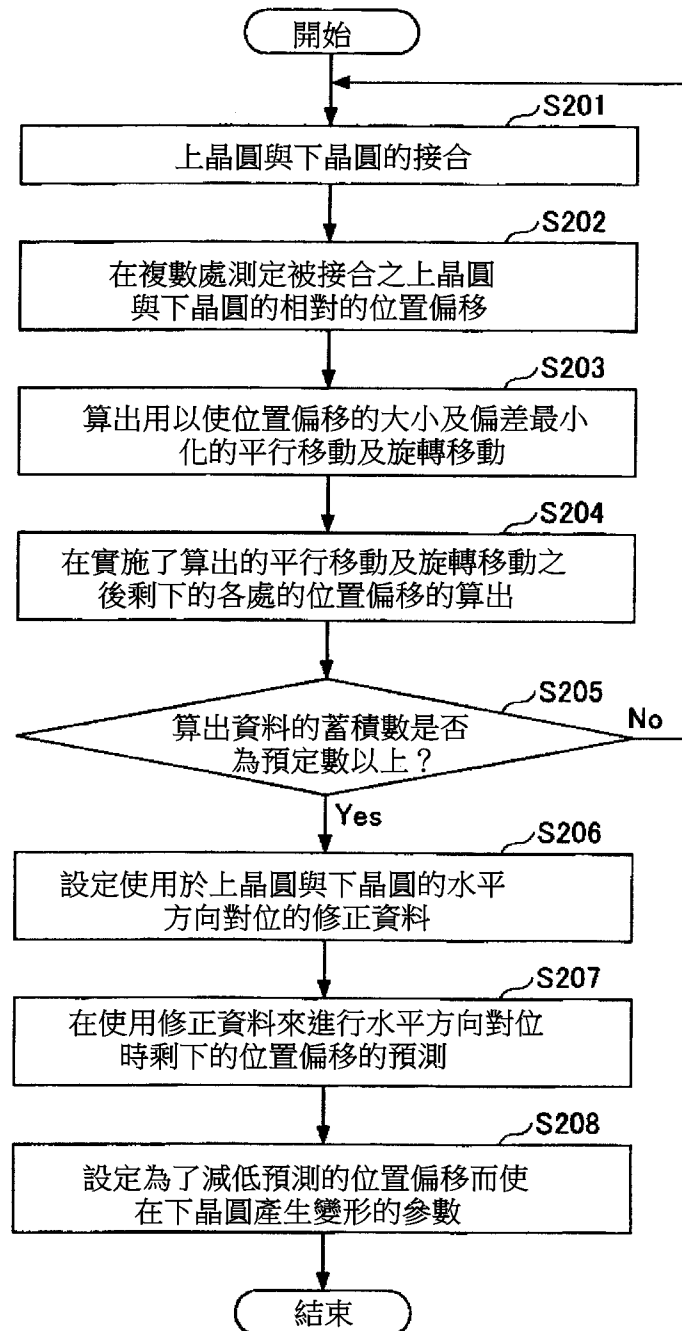 開始
S201
上晶圓與下晶圓的接合
S202
在複數處測定被接合之上晶圓
與下晶圓的相對的位置偏移
S203
算出用以使位置偏移的大小及偏差最小
化的平行移動及旋轉移動
S204
在實施了算出的平行移動及旋轉移動之
後剩下的各處的位置偏移的算出
S205
算出資料的蓄積數是否
為預定數以上？
No
Yes
S206
設定使用於上晶圓與下晶圓的水平
方向對位的修正資料
S207
在使用修正資料來進行水平方向對位
時剩下的位置偏移的預測
S208
設定為了減低預測的位置偏移而使
在下晶圓產生變形的參數
結束